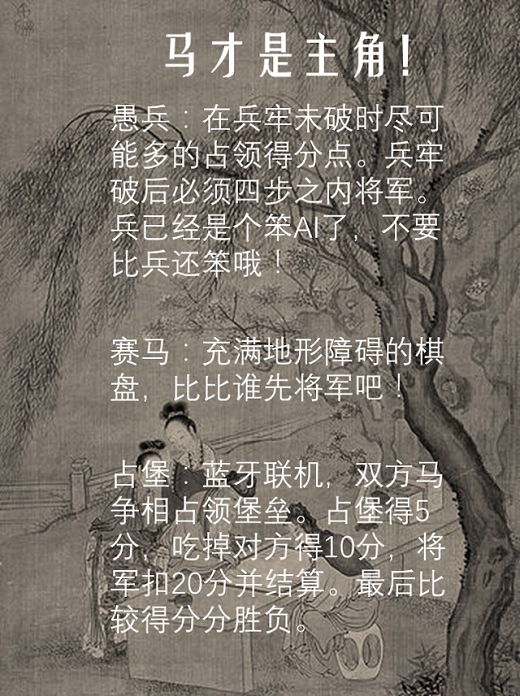 马才是主角!
愚兵：在兵牢未破时尽可
能多的占领得分点。兵牢
破后必须四步之内将军。
兵已经是个笨AI了，不要
比兵还笨哦！
赛马：充满地形障碍的棋
盘，比比谁先将军吧！
占堡：蓝牙联机，双方马
争相占领堡垒。占堡得5
分，吃掉对方得10分，将
军扣20分并结算。最后比
较得分分胜负。